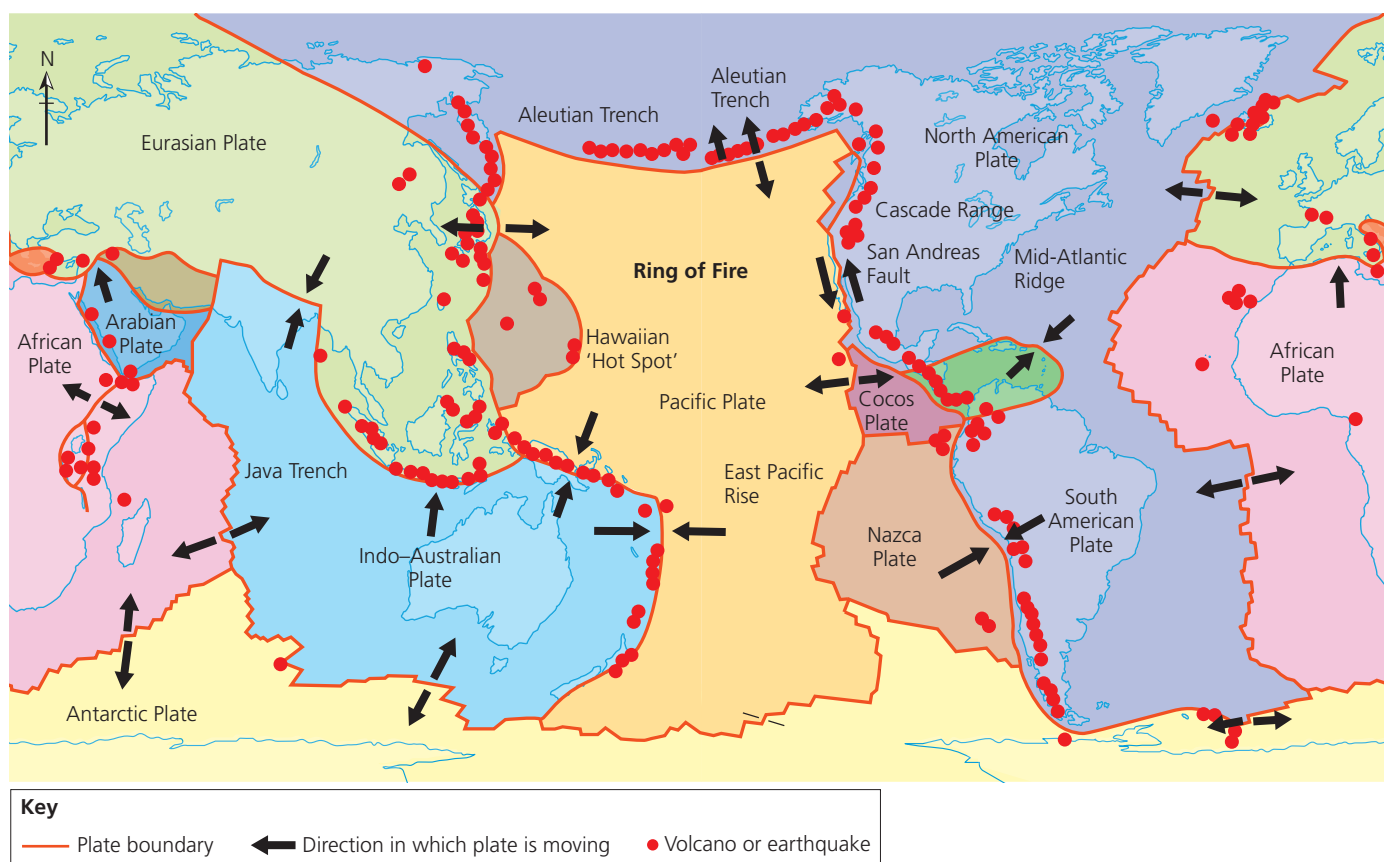 N
Eurasian Plate
Aleutian Trench
Aleutian
Trench
North American
Plate
Cascade Range
San Andreas
Fault
Mid-Atlantic
Ridge
Ring of Fire
Arabian
Plate
African
Plate
Hawaiian
‘Hot Spot’
Pacific Plate
Cocos
Plate
African
Plate
Java Trench
East Pacific
Rise
Indo–Australian
Plate
Nazca
Plate
South
American
Plate
Antarctic Plate
Key
Plate boundary
Direction in which plate is moving
Volcano or earthquake